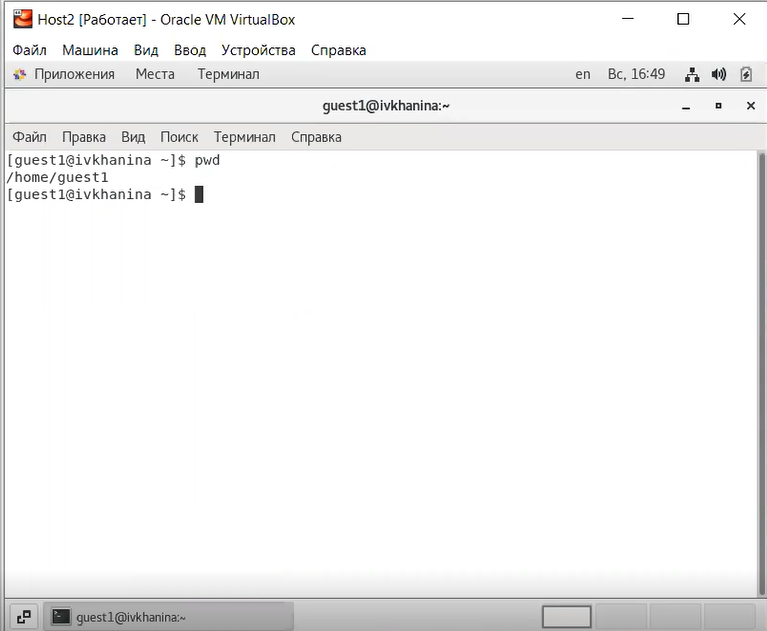 Host2 [Работает] - Oracle VM VirtualBox
Файл Машина Вид Ввод Устройства Справка
Приложения Места Терминал en Вс, 16:49
guest1@ivkhanina:~
Файл Правка Вид Поиск Терминал Справка
[guest1@ivkhanina ~]$ pwd
/home/guest1
[guest1@ivkhanina ~]$
guest1@ivkhanina:~